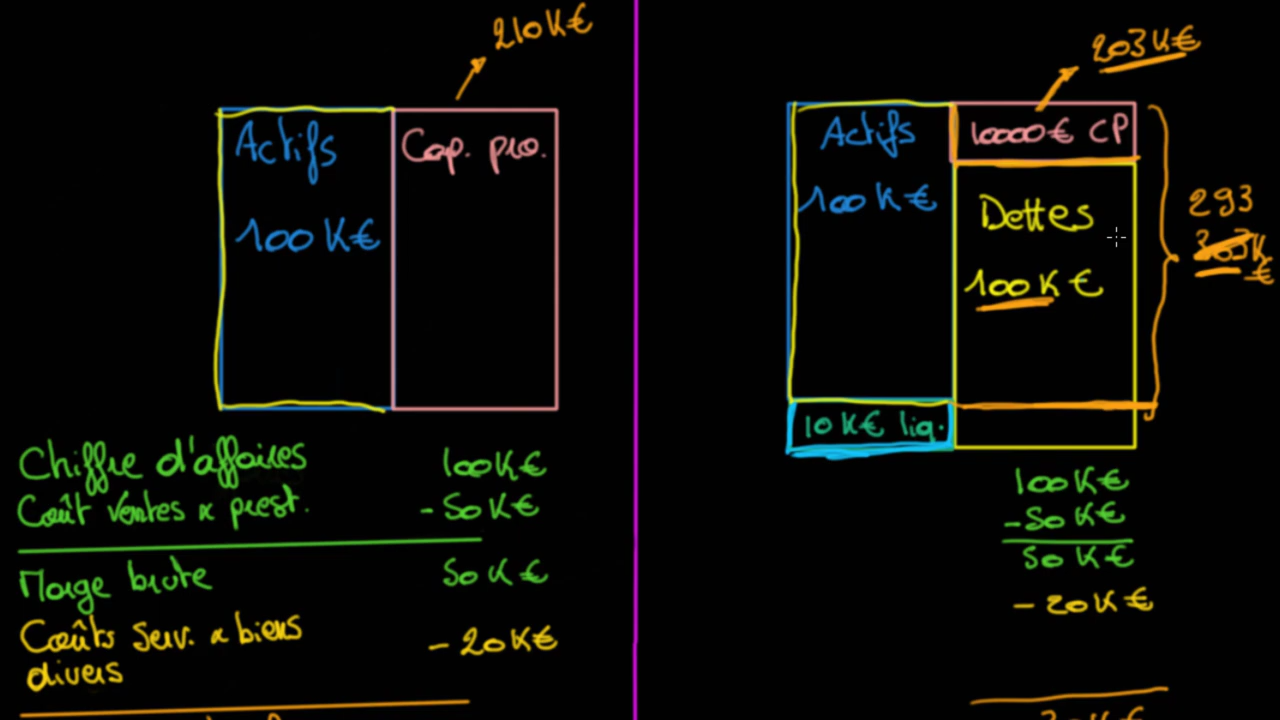 210K€
Actifs
Cap. pro.
100K€
Chiffre d'affaires 100K€
Coût ventes & prest. - 50K€
Marge brute 50K€
Coûts serv. & biens - 20K€
divers
203K€
Actifs
10000€ CP
100K€
Dettes
293
303K
€
100K€
10K€ liq.
100K€
-50K€
50K€
- 20K€